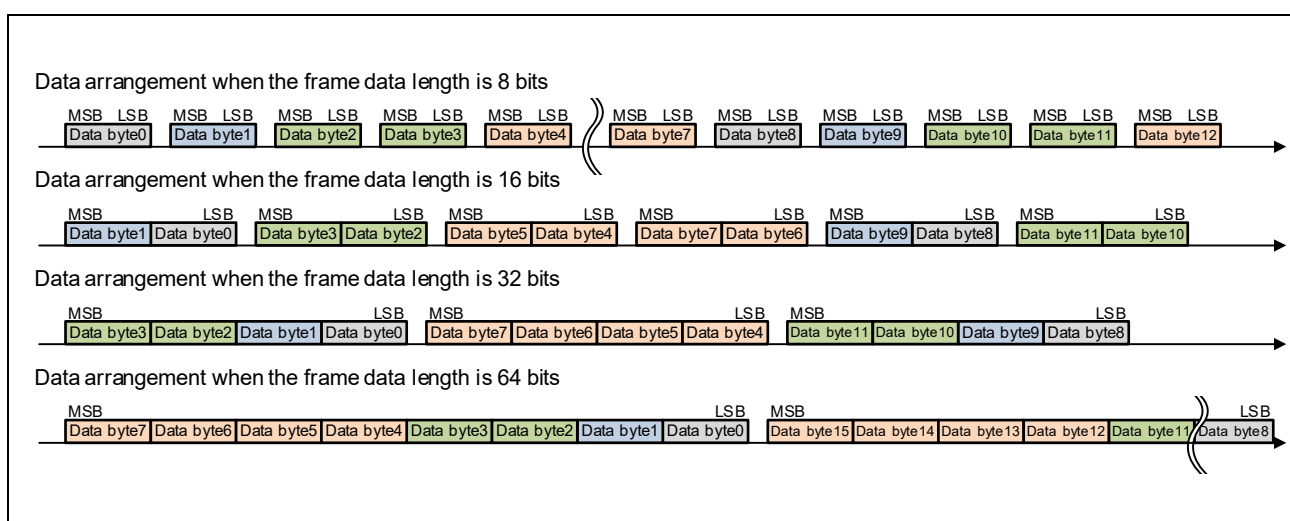 Data arrangement when the frame data length is 8 bits
MSB LSB MSB LSB MSB LSB MSB LSB MSB LSB MSB LSB MSB LSB MSB LSB MSB LSB MSB LSB MSB LSB
Data byte0 Data byte1 Data byte2 Data byte3 Data byte4 Data byte7 Data byte8 Data byte9 Data byte10 Data byte11 Data byte12
Data arrangement when the frame data length is 16 bits
MSB LSB MSB LSB MSB LSB MSB LSB MSB LSB MSB LSB
Data byte1 Data byte0 Data byte3 Data byte2 Data byte5 Data byte4 Data byte7 Data byte6 Data byte9 Data byte8 Data byte11 Data byte10
Data arrangement when the frame data length is 32 bits
MSB LSB MSB LSB MSB LSB
Data byte3 Data byte2 Data byte1 Data byte0 Data byte7 Data byte6 Data byte5 Data byte4 Data byte11 Data byte10 Data byte9 Data byte8
Data arrangement when the frame data length is 64 bits
MSB LSB MSB LSB
Data byte7 Data byte6 Data byte5 Data byte4 Data byte3 Data byte2 Data byte1 Data byte0 Data byte15 Data byte14 Data byte13 Data byte12 Data byte11 Data byte8